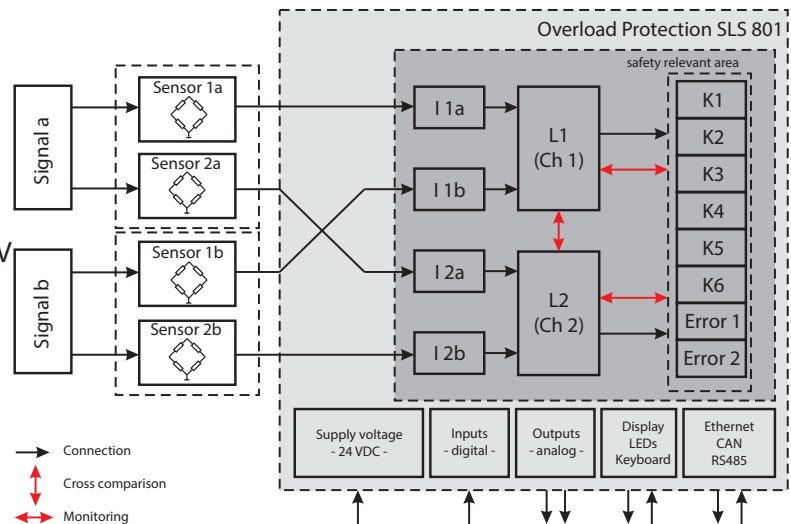 Overload Protection SLS 801
safety relevant area
Signal a
Sensor 1a
Sensor 2a
Signal b
Sensor 1b
Sensor 2b
V
I 1a
I 1b
I 2a
I 2b
L1
(Ch 1)
L2
(Ch 2)
K1
K2
K3
K4
K5
K6
Error 1
Error 2
Supply voltage
- 24 VDC -
Inputs
- digital -
Outputs
- analog -
Display
LEDs
Keyboard
Ethernet
CAN
RS485
Connection
Cross comparison
Monitoring